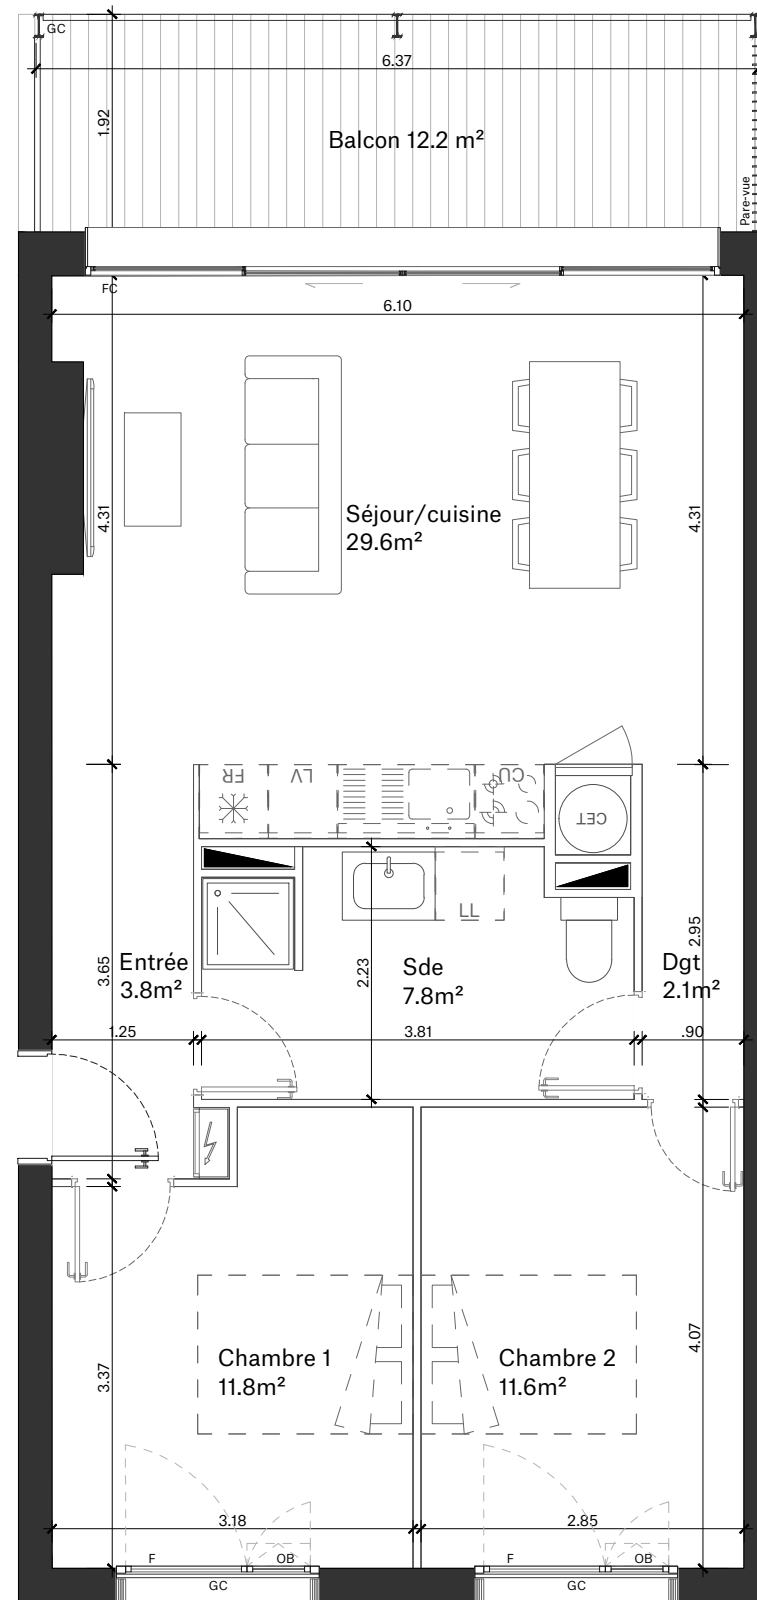 GC
6.37
1.92
Balcon 12.2 m²
Pare-vue
FC
6.10
4.31
Séjour/cuisine
29.6m²
4.31
FR
LV
CU
CET
LL
3.65
Entrée
3.8m²
2.23
Sde
7.8m²
2.95
Dgt
2.1m²
1.25
3.81
.90
3.37
Chambre 1
11.8m²
Chambre 2
11.6m²
4.07
3.18
2.85
F
OB
F
OB
GC
GC